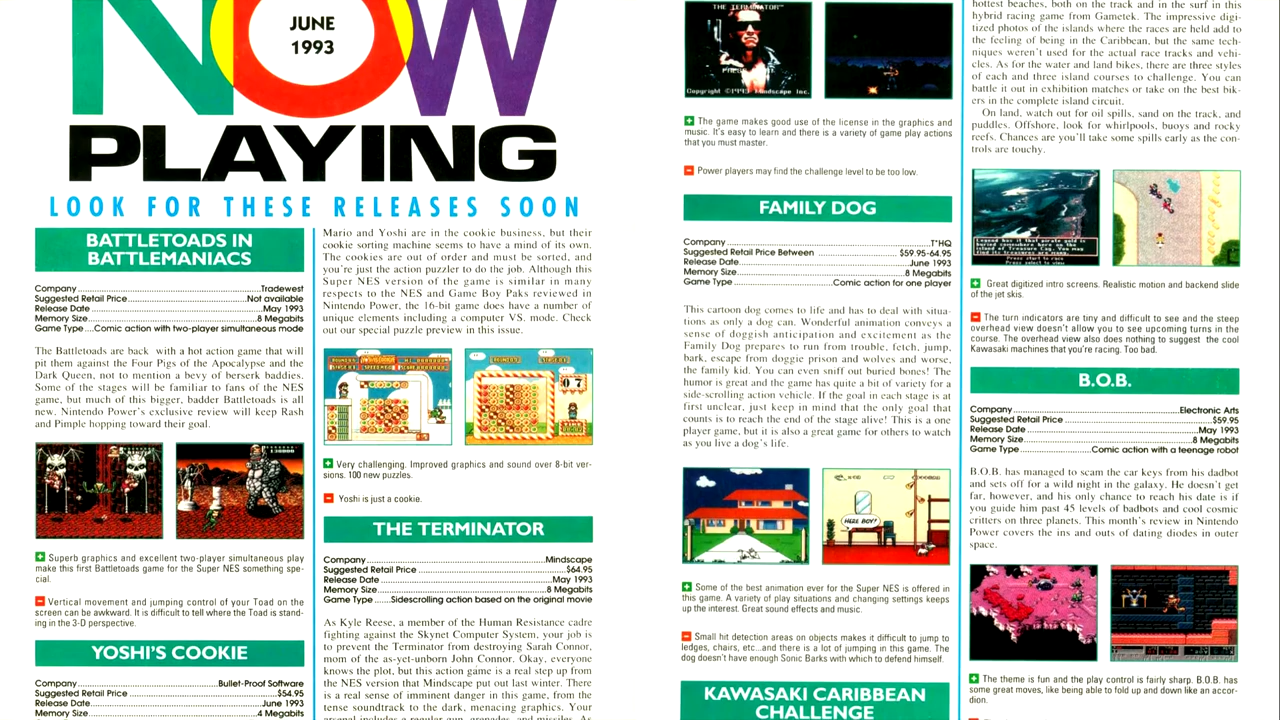 NOW
JUNE
1993
PLAYING
LOOK FOR THESE RELEASES SOON
BATTLETOADS IN
BATTLEMANIACS
Company....Tradewest
Suggested Retail Price....Not available
Release Date....May 1993
Memory Size....8 Megabits
Game Type....Comic action with two-player simultaneous mode
The Battletoads are back with a hot action game that will
pit them against the Four Pigs of the Apocalypse and the
Dark Queen, not to mention a bevy of berserk baddies.
Some of the stages will be familiar to fans of the NES
game, but much of this bigger, badder Battletoads is all
new. Nintendo Power's exclusive review will keep Rash
and Pimple hopping toward their goal.
+ Superb graphics and excellent two-player simultaneous play
make this first Battletoads game for the Super NES something spe-
cial.
- Vertical movement and jumping control of your Toad on the
screen can be awkward. It is difficult to tell where the Toad is stand-
ing in the 3-D perspective.
YOSHI'S COOKIE
Company....Bullet-Proof Software
Suggested Retail Price....$54.95
Release Date....June 1993
Memory Size....4 Megabits
Mario and Yoshi are in the cookie business, but their
cookie sorting machine seems to have a mind of its own.
The cookies are out of order and must be sorted, and
you're just the action puzzler to do the job. Although this
Super NES version of the game is similar in many
respects to the NES and Game Boy Paks reviewed in
Nintendo Power, the 16-bit game does have a number of
unique elements including a computer VS. mode. Check
out our special puzzle preview in this issue.
+ Very challenging. Improved graphics and sound over 8-bit ver-
sions. 100 new puzzles.
- Yoshi is just a cookie.
THE TERMINATOR
Company....Mindscape
Suggested Retail Price....$64.95
Release Date....May 1993
Memory Size....8 Megabits
Game Type....Sidescrolling action based on the original movie
As Kyle Reese, a member of the Human Resistance cadre
fighting against the Skynet Computer system, your job is
to prevent the Terminator from destroying Sarah Connor,
mom of the as-yet-unborn John Connor. Okay, everyone
knows the plot, but this action game is a real step up from
the NES version that Mindscape put out last winter. There
is a real sense of imminent danger in this game, from the
tense soundtrack to the dark, menacing graphics. Your
arsenal includes a regular gun, grenades, and missiles. As
THE TERMINATOR
Copyright ©1993 Mindscape Inc.
+ The game makes good use of the license in the graphics and
music. It's easy to learn and there is a variety of game play actions
that you must master.
- Power players may find the challenge level to be too low.
FAMILY DOG
Company....T*HQ
Suggested Retail Price Between....$59.95-64.95
Release Date....June 1993
Memory Size....8 Megabits
Game Type....Comic action for one player
This cartoon dog comes to life and has to deal with situa-
tions as only a dog can. Wonderful animation conveys a
sense of doggish anticipation and excitement as the
Family Dog prepares to run from trouble, fetch, jump,
bark, escape from doggie prison and wolves and worse,
the family kid. You can even sniff out buried bones! The
humor is great and the game has quite a bit of variety for a
side-scrolling action vehicle. If the goal in each stage is at
first unclear, just keep in mind that the only goal that
counts is to reach the end of the stage alive! This is a one
player game, but it is also a great game for others to watch
as you live a dog's life.
HERE BOY!
+ Some of the best animation ever for the Super NES is offered in
this game. A variety of play situations and changing settings keeps
up the interest. Great sound effects and music.
- Small hit detection areas on objects makes it difficult to jump to
ledges, chairs, etc...and there is a lot of jumping in this game. The
dog doesn't have enough Sonic Barks with which to defend himself.
KAWASAKI CARIBBEAN
CHALLENGE
hottest beaches, both on the track and in the surf in this
hybrid racing game from Gametek. The impressive digi-
tized photos of the islands where the races are held add to
the feeling of being in the Caribbean, but the same tech-
niques weren't used for the actual race tracks and vehi-
cles. As for the water and land bikes, there are three styles
of each and three island courses to challenge. You can
battle it out in exhibition matches or take on the best bik-
ers in the complete island circuit.
On land, watch out for oil spills, sand on the track, and
puddles. Offshore, look for whirlpools, buoys and rocky
reefs. Chances are you'll take some spills early as the con-
trols are touchy.
Legend has it that pirate gold is
buried somewhere here on the
island of Treasure Cay. You may
find its treasures in many.
Press start to race
Press select to view
+ Great digitized intro screens. Realistic motion and backend slide
of the jet skis.
- The turn indicators are tiny and difficult to see and the steep
overhead view doesn't allow you to see upcoming turns in the
course. The overhead view also does nothing to suggest the cool
Kawasaki machines that you're racing. Too bad.
B.O.B.
Company....Electronic Arts
Suggested Retail Price....$59.95
Release Date....May 1993
Memory Size....8 Megabits
Game Type....Comic action with a teenage robot
B.O.B. has managed to scam the car keys from his dadbot
and sets off for a wild night in the galaxy. He doesn't get
far, however, and his only chance to reach his date is if
you guide him past 45 levels of badbots and cool cosmic
critters on three planets. This month's review in Nintendo
Power covers the ins and outs of dating diodes in outer
space.
+ The theme is fun and the play control is fairly sharp. B.O.B. has
some great moves, like being able to fold up and down like an accor-
dion.